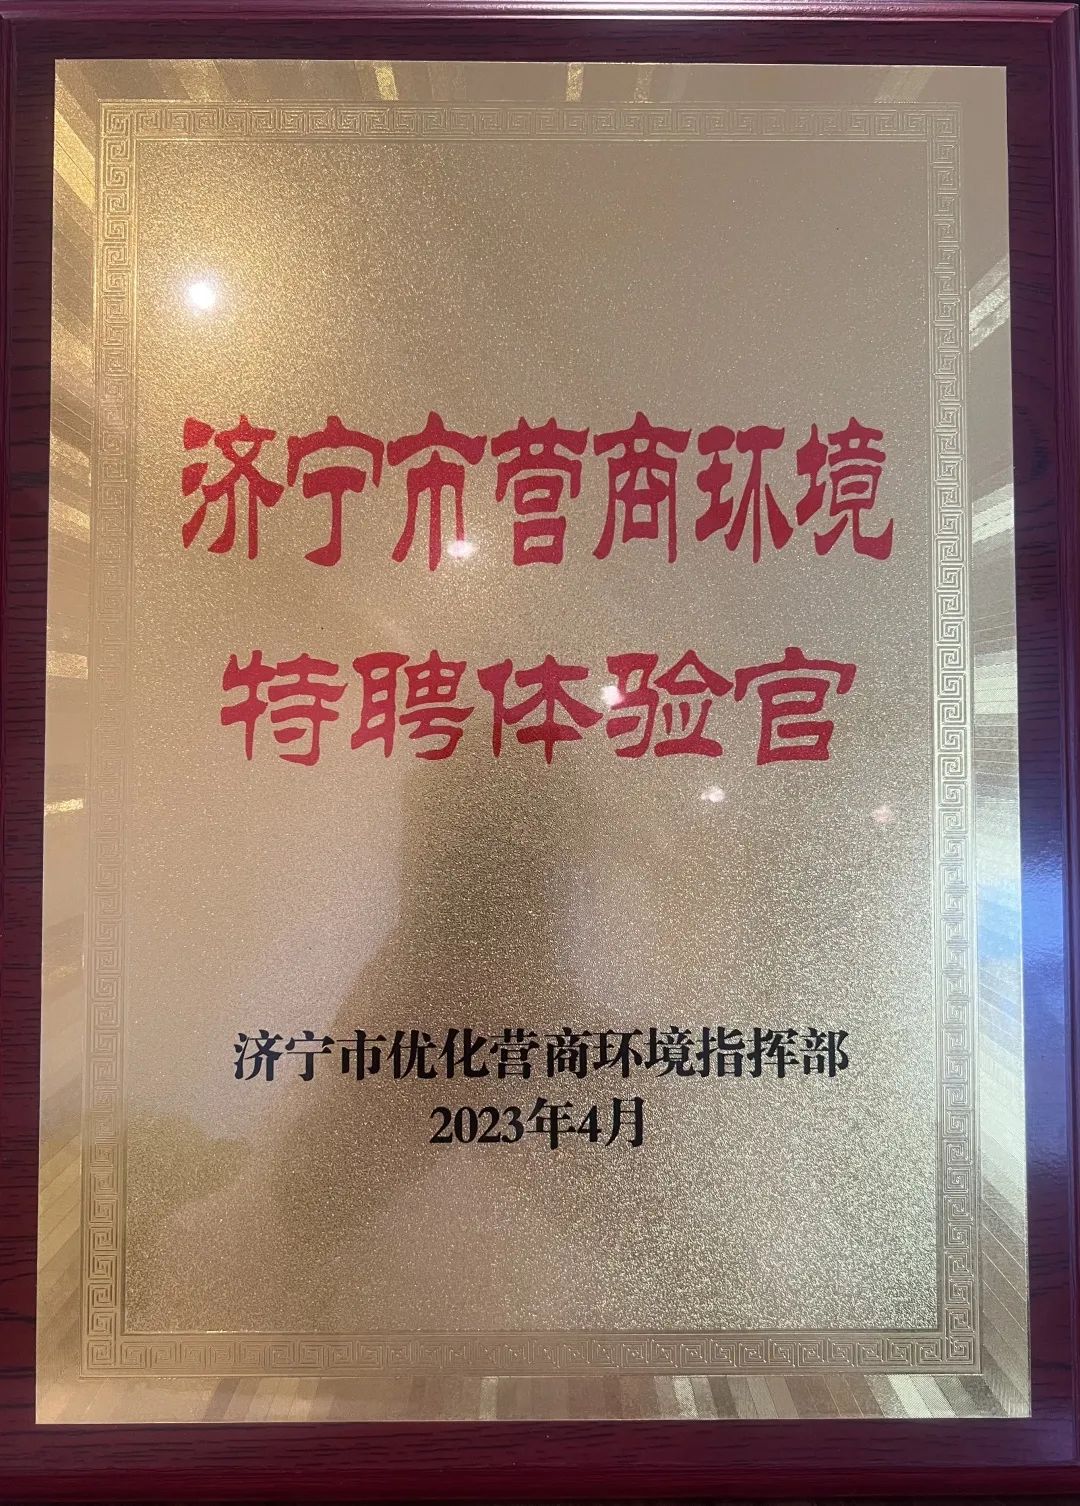 济宁市营商环境
特聘体验官
济宁市优化营商环境指挥部
2023年4月